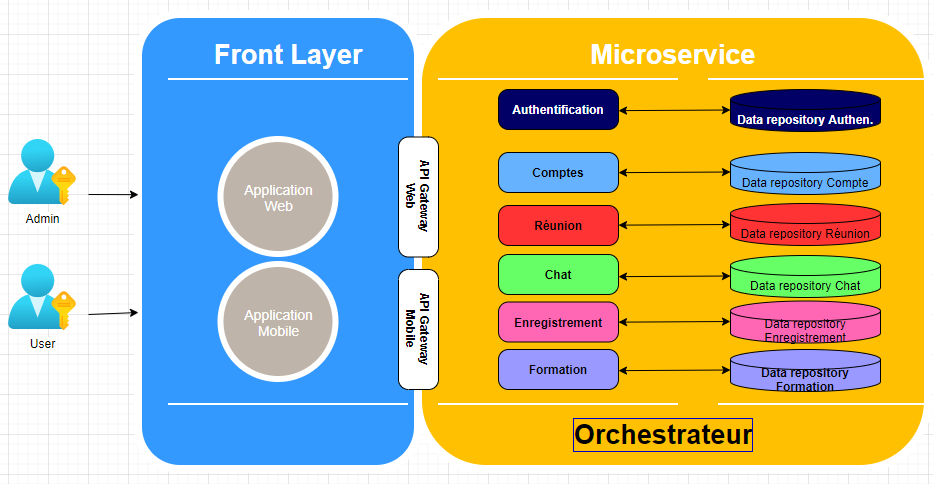 Front Layer
Microservice
Admin
User
Application
Web
Application
Mobile
API Gateway
Web
API Gateway
Mobile
Authentification
Data repository Authen.
Comptes
Data repository Compte
Réunion
Data repository Réunion
Chat
Data repository Chat
Enregistrement
Data repository
Enregistrement
Formation
Data repository
Formation
Orchestrateur